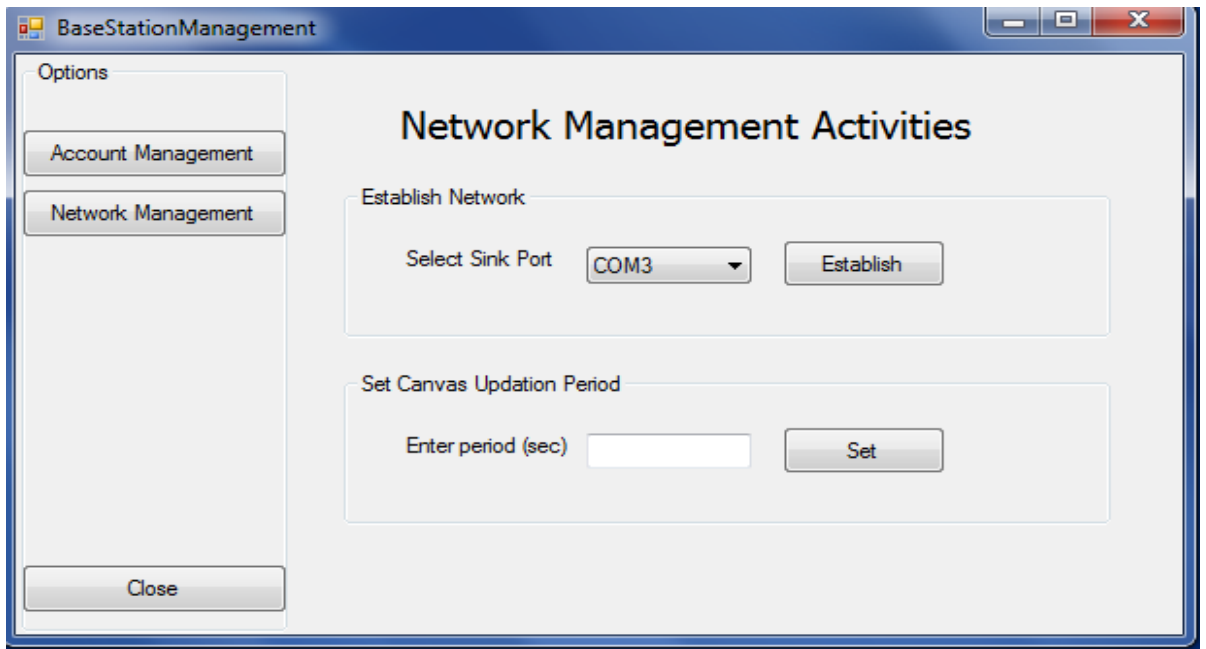 BaseStationManagement
Options
Account Management
Network Management
Close
Network Management Activities
Establish Network
Select Sink Port
COM3
Establish
Set Canvas Updation Period
Enter period (sec)
Set